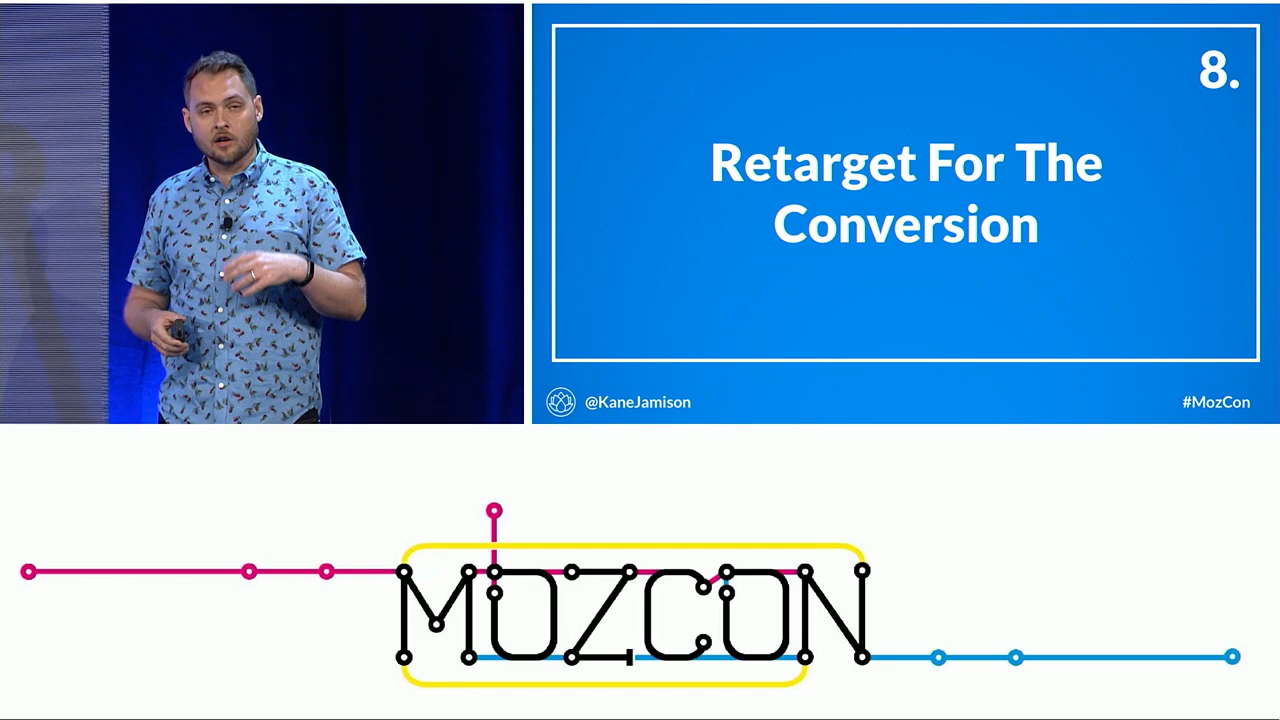 8.
Retarget For The
Conversion
@KaneJamison
#MozCon
MOZCON